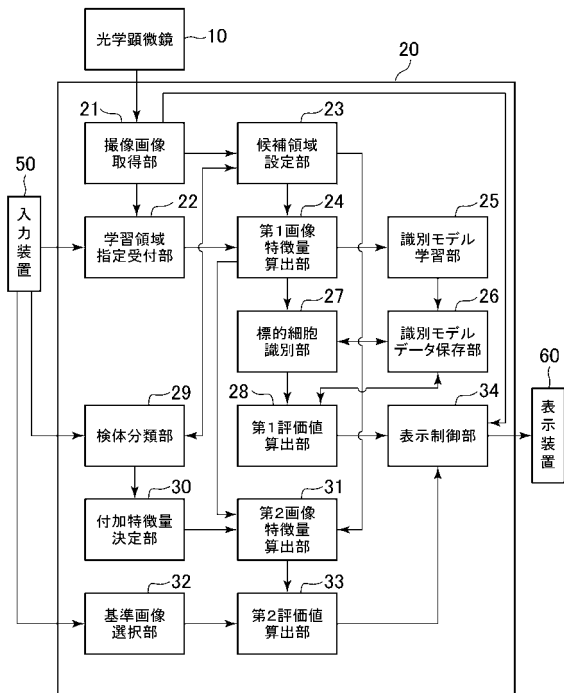 光学顕微鏡
10
20
21
撮像画像
取得部
23
候補領域
設定部
50
入力装置
22
学習領域
指定受付部
24
第1画像
特徴量
算出部
25
識別モデル
学習部
27
標的細胞
識別部
26
識別モデル
データ保存部
60
表示装置
29
検体分類部
28
第1評価値
算出部
34
表示制御部
30
付加特徴量
決定部
31
第2画像
特徴量
算出部
32
基準画像
選択部
33
第2評価値
算出部